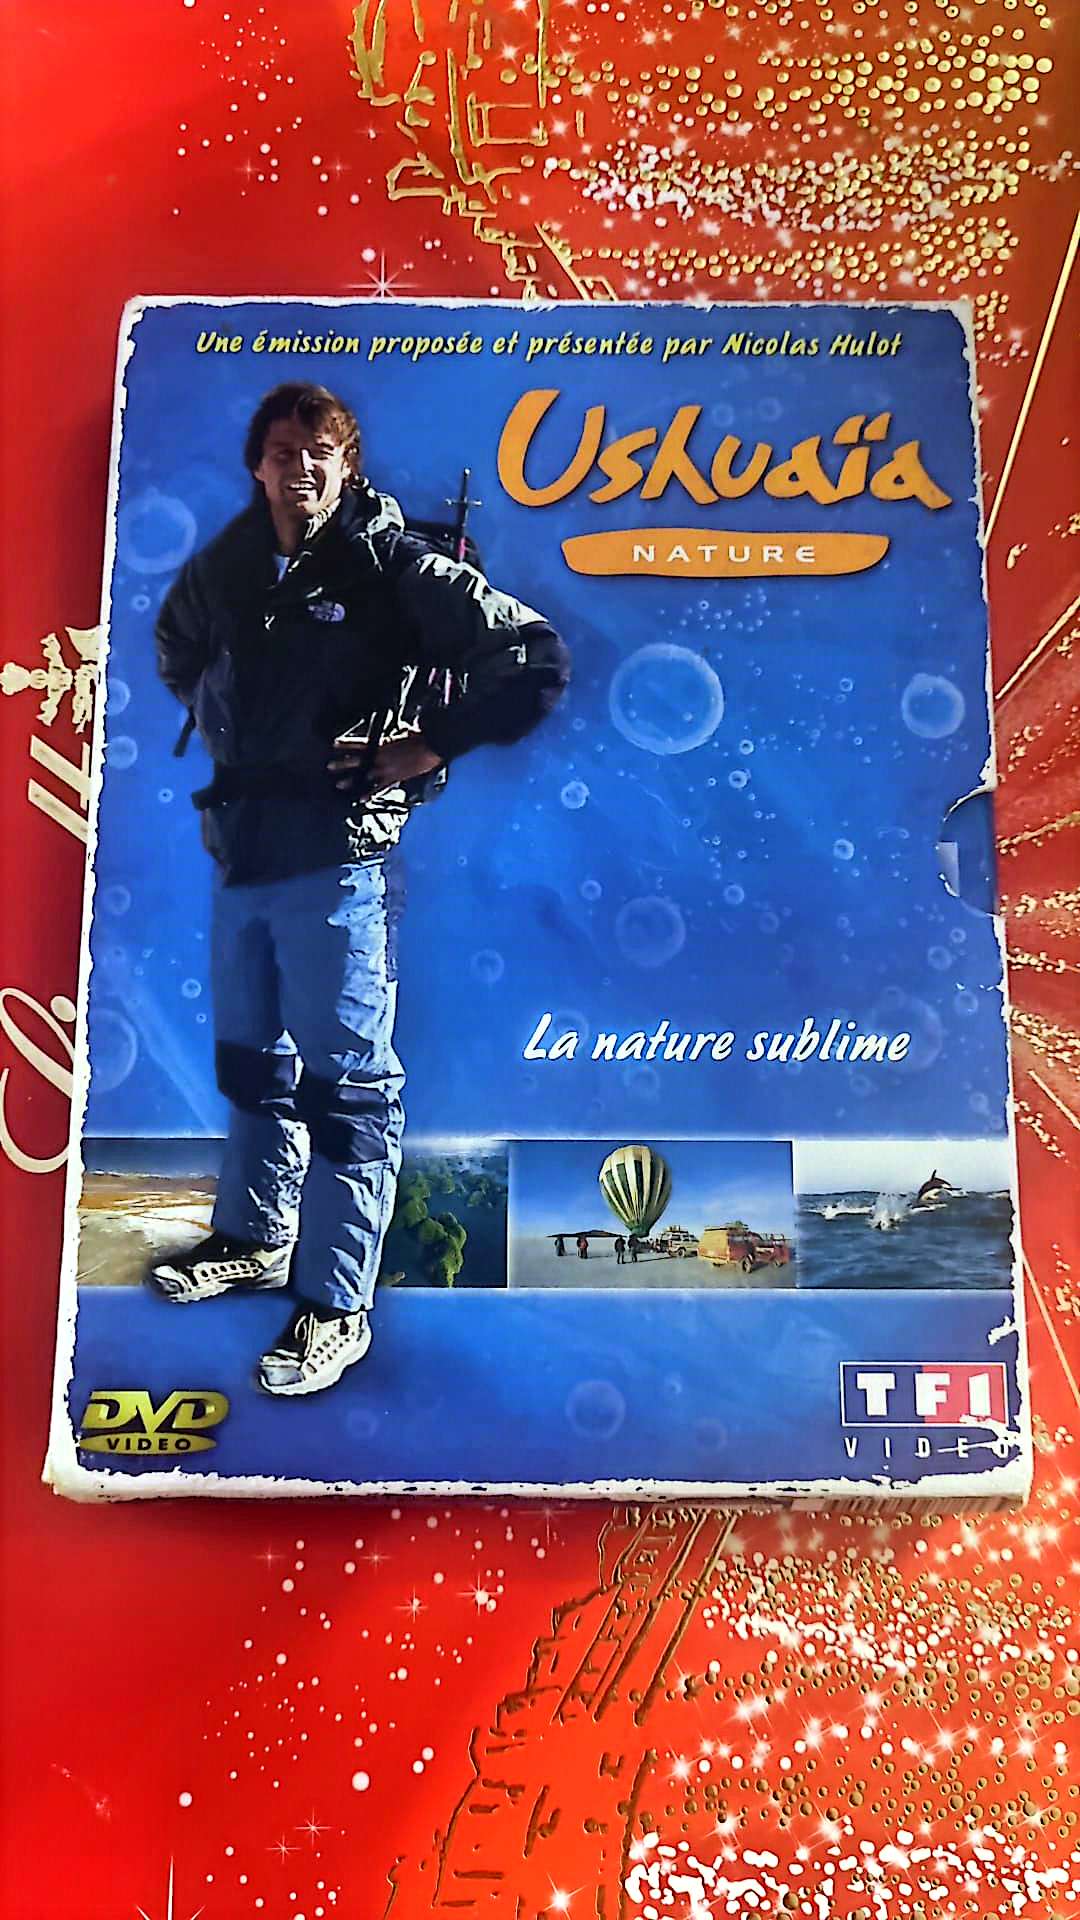 Une émission proposée et présentée par Nicolas Hulot
Ushuaïa
NATURE
La nature sublime
DVD
VIDEO
TF1
VIDEO